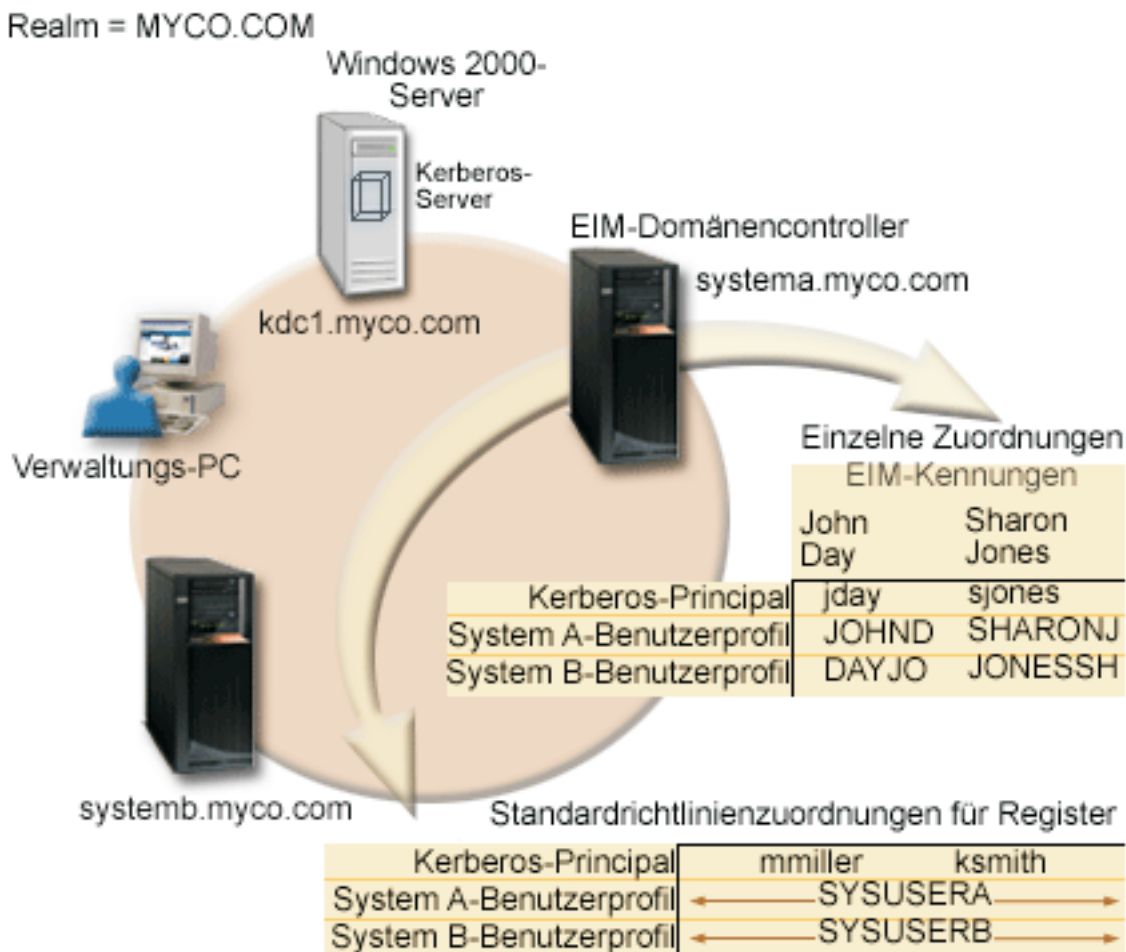 Realm = MYCO.COM
Windows 2000-
Server
Kerberos-
Server
EIM-Domänencontroller
systema.myco.com
kdc1.myco.com
Verwaltungs-PC
Einzelne Zuordnungen
EIM-Kennungen
John Sharon
Day Jones
Kerberos-Principal jday sjones
System A-Benutzerprofil JOHND SHARONJ
System B-Benutzerprofil DAYJO JONESSH
systemb.myco.com
Standardrichtlinienzuordnungen für Register
Kerberos-Principal mmiller ksmith
System A-Benutzerprofil SYSUSERA
System B-Benutzerprofil SYSUSERB